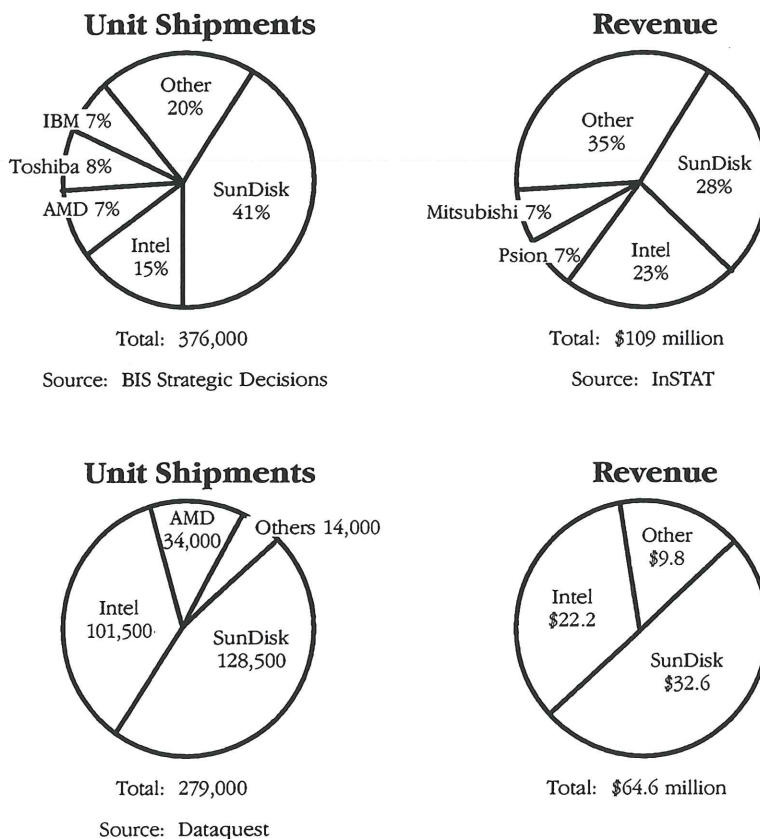 Unit Shipments
Other
20%
IBM 7%
Toshiba 8%
AMD 7%
SunDisk
41%
Intel
15%
Total: 376,000
Source: BIS Strategic Decisions
Revenue
Other
35%
SunDisk
28%
Mitsubishi 7%
Psion 7%
Intel
23%
Total: $109 million
Source: InSTAT
Unit Shipments
AMD
34,000
Others 14,000
Intel
101,500
SunDisk
128,500
Total: 279,000
Source: Dataquest
Revenue
Other
$9.8
Intel
$22.2
SunDisk
$32.6
Total: $64.6 million